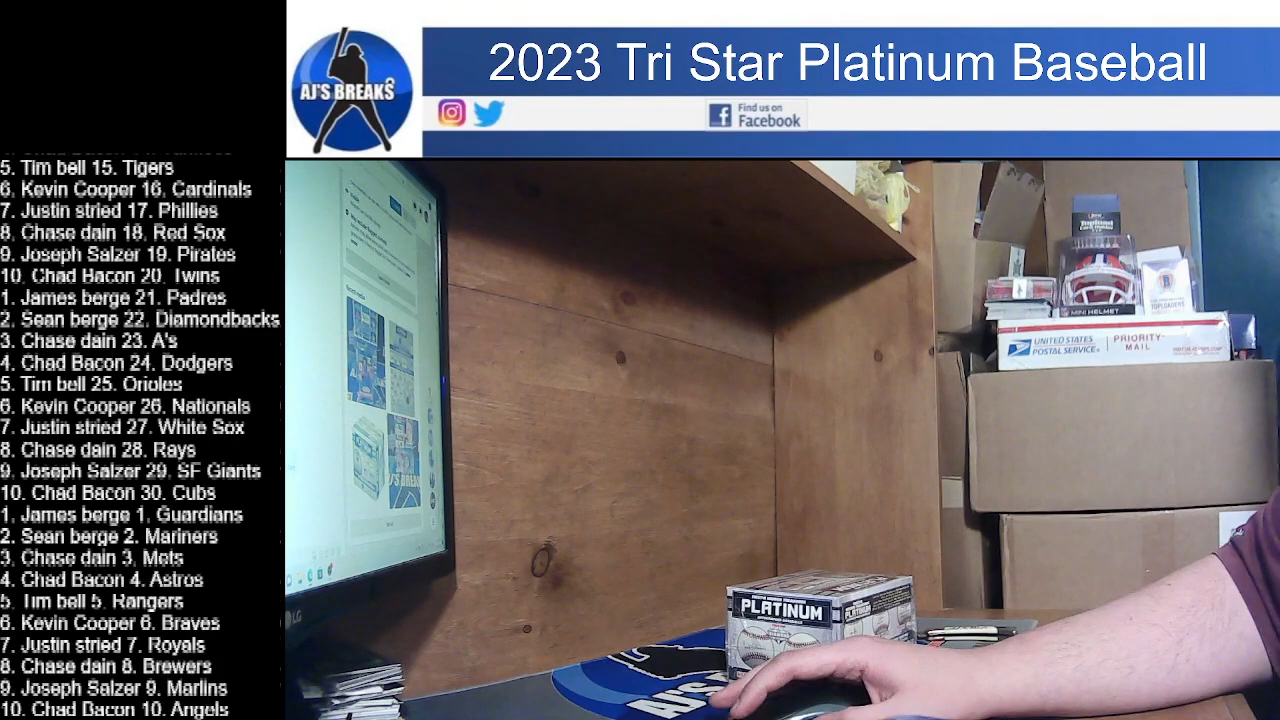 2023 Tri Star Platinum Baseball
AJ'S BREAKS
Find us on
Facebook
5. Tim bell 15. Tigers
6. Kevin Cooper 16. Cardinals
7. Justin stried 17. Phillies
8. Chase dain 18. Red Sox
9. Joseph Salzer 19. Pirates
10. Chad Bacon 20. Twins
1. James berge 21. Padres
2. Sean berge 22. Diamondbacks
3. Chase dain 23. A's
4. Chad Bacon 24. Dodgers
5. Tim bell 25. Orioles
6. Kevin Cooper 26. Nationals
7. Justin stried 27. White Sox
8. Chase dain 28. Rays
9. Joseph Salzer 29. SF Giants
10. Chad Bacon 30. Cubs
1. James berge 1. Guardians
2. Sean berge 2. Mariners
3. Chase dain 3. Mets
4. Chad Bacon 4. Astros
5. Tim bell 5. Rangers
6. Kevin Cooper 6. Braves
7. Justin stried 7. Royals
8. Chase dain 8. Brewers
9. Joseph Salzer 9. Marlins
10. Chad Bacon 10. Angels
MINI HELMET
TOPLOADERS
UNITED STATES
POSTAL SERVICE
PRIORITY
MAIL
PLATINUM
AJ'S
LG